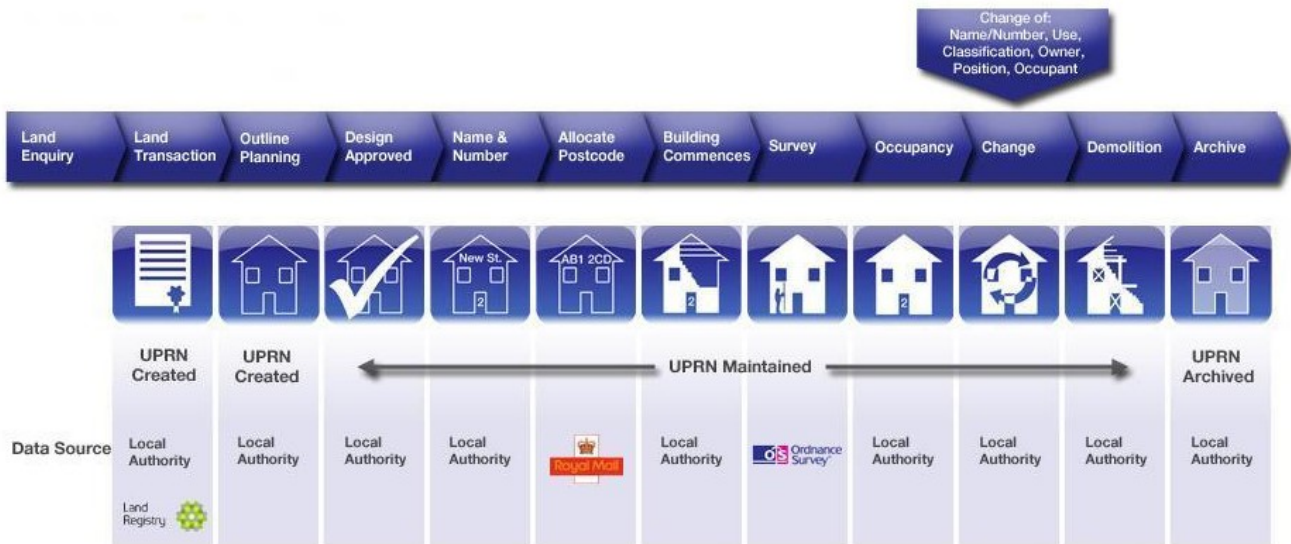 Change of:
Name/Number, Use,
Classification, Owner,
Position, Occupant
Land
Enquiry
Land
Transaction
Outline
Planning
Design
Approved
Name &
Number
Allocate
Postcode
Building
Commences
Survey
Occupancy
Change
Demolition
Archive
New St.
2
AB1 2CD
2
2
UPRN
Created
UPRN
Created
UPRN Maintained
UPRN
Archived
Data Source
Local
Authority
Land
Registry
Local
Authority
Local
Authority
Local
Authority
Royal Mail
Local
Authority
OS Ordnance
Survey
Local
Authority
Local
Authority
Local
Authority
Local
Authority